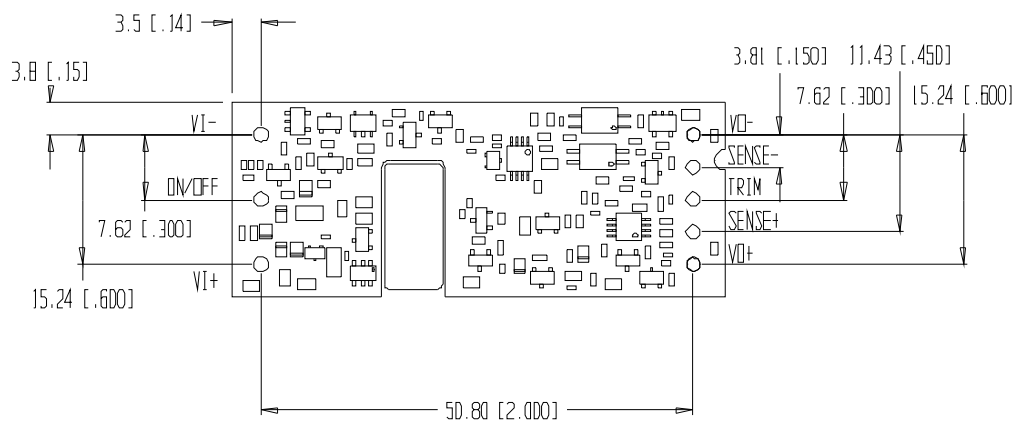 3.5 [.14]
3.8 [.15]
3.81 [.150]
11.43 [.450]
7.62 [.300]
15.24 [.600]
VI-
VO-
SENSE-
ON/OFF
TRIM
7.62 [.300]
SENSE+
VI+
VO+
15.24 [.600]
50.80 [2.000]